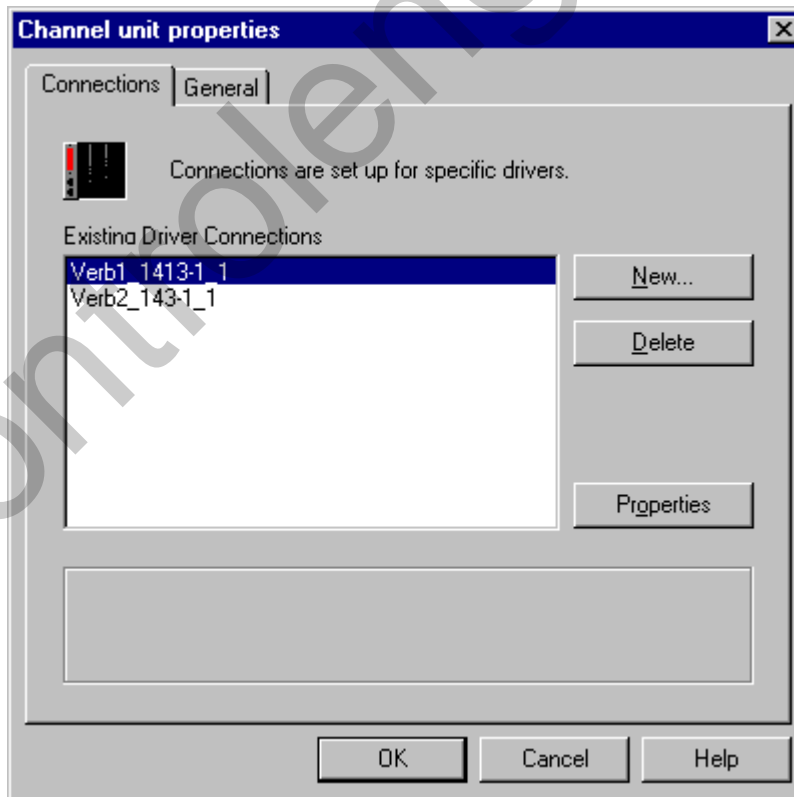 Channel unit properties
Connections General
Connections are set up for specific drivers.
Existing Driver Connections
Verb1_1413-1_1
Verb2_143-1_1
New...
Delete
Properties
OK Cancel Help